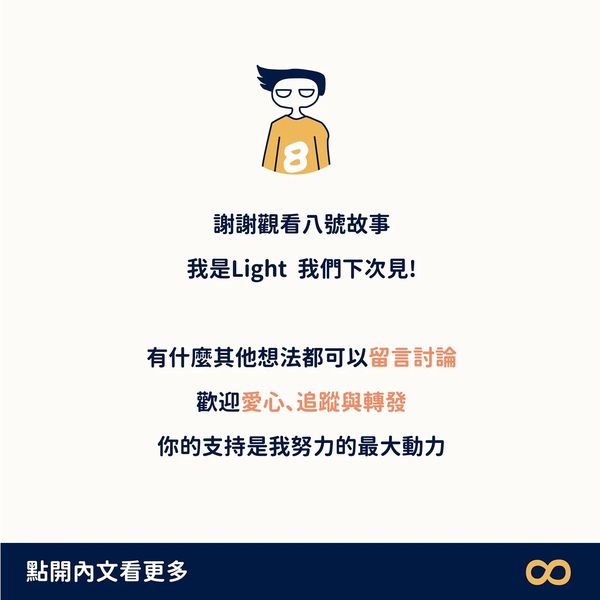 8
謝謝觀看八號故事
我是Light 我們下次見!
有什麼其他想法都可以留言討論
歡迎愛心、追蹤與轉發
你的支持是我努力的最大動力
點開內文看更多